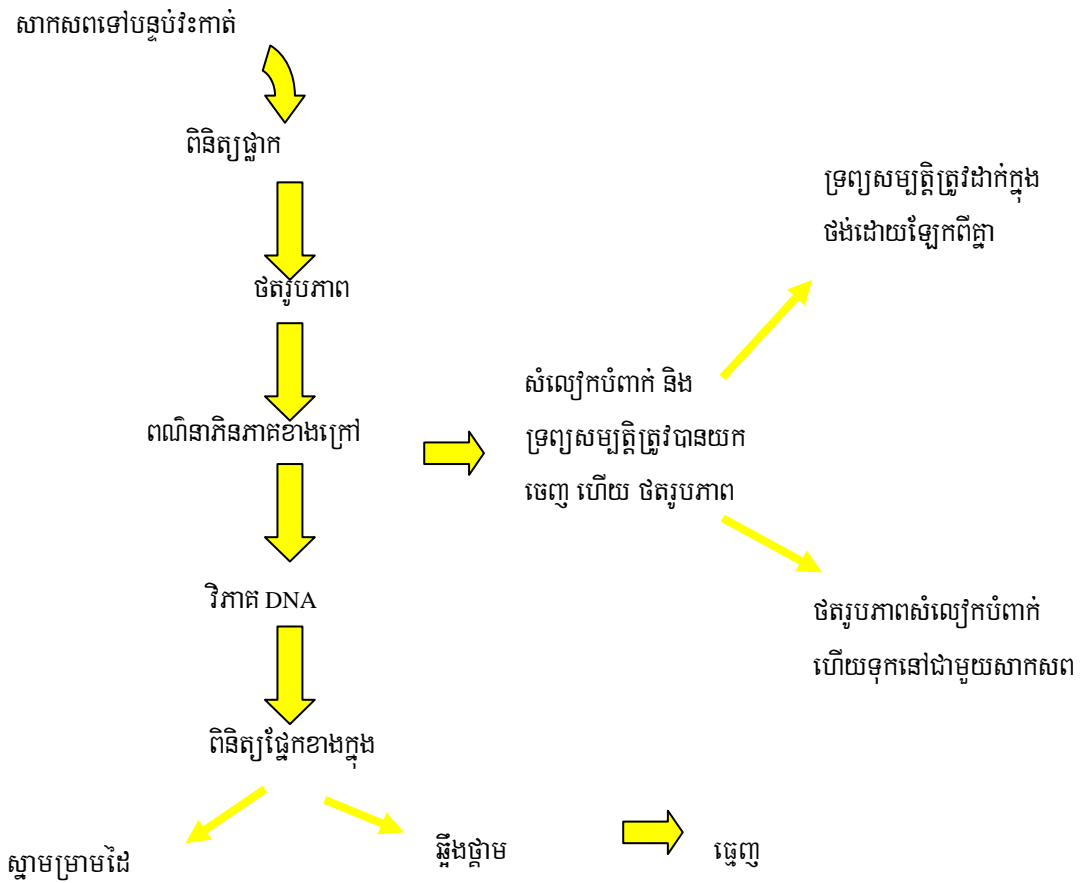 សាកសពទៅបន្ទប់វះកាត់
ពិនិត្យផ្លាក
ថតរូបភាព
ពណ៌នាភិនភាគខាងក្រៅ
សំលៀកបំពាក់ និង
ទ្រព្យសម្បត្តិត្រូវបានយក
ចេញ ហើយ ថតរូបភាព
ទ្រព្យសម្បត្តិត្រូវដាក់ក្នុង
ថង់ដោយឡែកពីគ្នា
ថតរូបភាពសំលៀកបំពាក់
ហើយទុកនៅជាមួយសាកសព
វិភាគ DNA
ពិនិត្យផ្នែកខាងក្នុង
ស្នាមម្រាមដៃ
ឆ្អឹងថ្គាម
ធ្មេញ